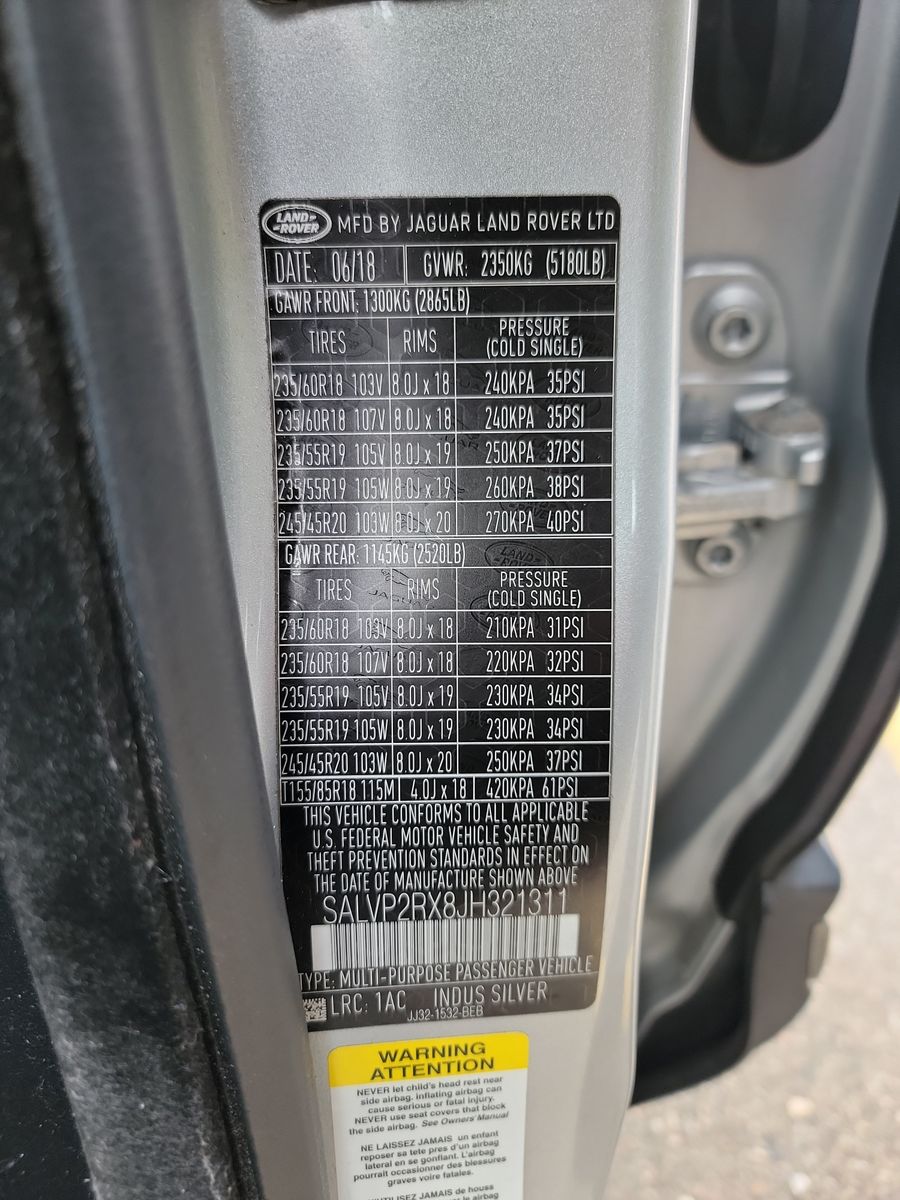 LAND-
-ROVER
MFD BY JAGUAR LAND ROVER LTD
DATE: 06/18 GVWR: 2350KG (5180LB)
GAWR FRONT: 1300KG (2865LB)
TIRES RIMS PRESSURE (COLD SINGLE)
235/60R18 103V 8.0J x 18 240KPA 35PSI
235/60R18 107V 8.0J x 18 240KPA 35PSI
235/55R19 105V 8.0J x 19 250KPA 37PSI
235/55R19 105W 8.0J x 19 260KPA 38PSI
245/45R20 103W 8.0J x 20 270KPA 40PSI
GAWR REAR: 1145KG (2520LB)
TIRES RIMS PRESSURE (COLD SINGLE)
235/60R18 103V 8.0J x 18 210KPA 31PSI
235/60R18 107V 8.0J x 18 220KPA 32PSI
235/55R19 105V 8.0J x 19 230KPA 34PSI
235/55R19 105W 8.0J x 19 230KPA 34PSI
245/45R20 103W 8.0J x 20 250KPA 37PSI
T155/85R18 115M 4.0J x 18 420KPA 61PSI
THIS VEHICLE CONFORMS TO ALL APPLICABLE
U.S. FEDERAL MOTOR VEHICLE SAFETY AND
THEFT PREVENTION STANDARDS IN EFFECT ON
THE DATE OF MANUFACTURE SHOWN ABOVE
SALVP2RX8JH321311
TYPE: MULTI-PURPOSE PASSENGER VEHICLE
LRC: 1AC INDUS SILVER
JJ32-1532-BEB
WARNING
ATTENTION
NEVER let child's head rest near
side airbag. inflating airbag can
cause serious or fatal injury.
NEVER use seat covers that block
the side airbag. See Owners Manual
NE LAISSEZ JAMAIS un enfant
reposer sa tete pres d'un airbag
lateral en se gonflant. L'airbag
pourrait occasionner des blessures
graves voire fatales.
N'UTILISEZ JAMAIS de houss